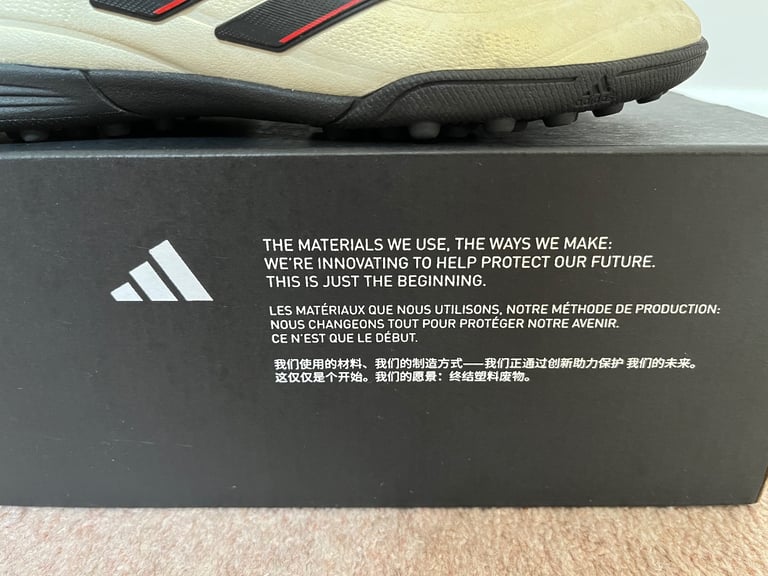 THE MATERIALS WE USE, THE WAYS WE MAKE:
WE'RE INNOVATING TO HELP PROTECT OUR FUTURE.
THIS IS JUST THE BEGINNING.
LES MATÉRIAUX QUE NOUS UTILISONS, NOTRE MÉTHODE DE PRODUCTION:
NOUS CHANGEONS TOUT POUR PROTÉGER NOTRE AVENIR.
CE N'EST QUE LE DÉBUT.
我们使用的材料、我们的制造方式——我们正通过创新助力保护 我们的未来。
这仅仅是个开始。我们的愿景：终结塑料废物。